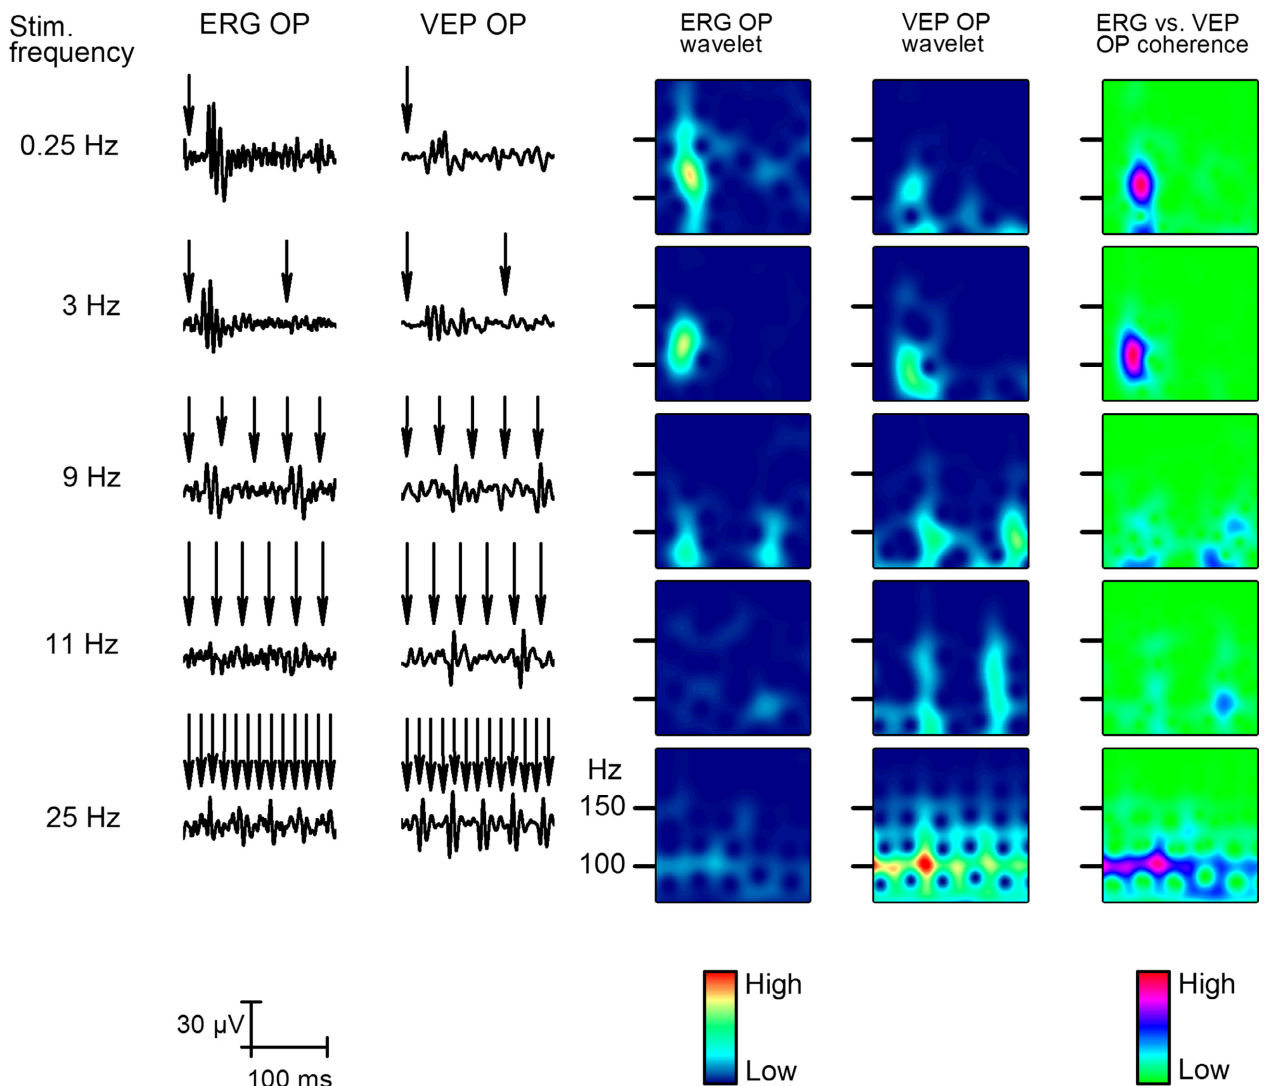 Stim.
frequency
ERG OP
VEP OP
ERG OP
wavelet
VEP OP
wavelet
ERG vs. VEP
OP coherence
0.25 Hz
3 Hz
9 Hz
11 Hz
25 Hz
Hz
150
100
30 µV
100 ms
High
Low
High
Low